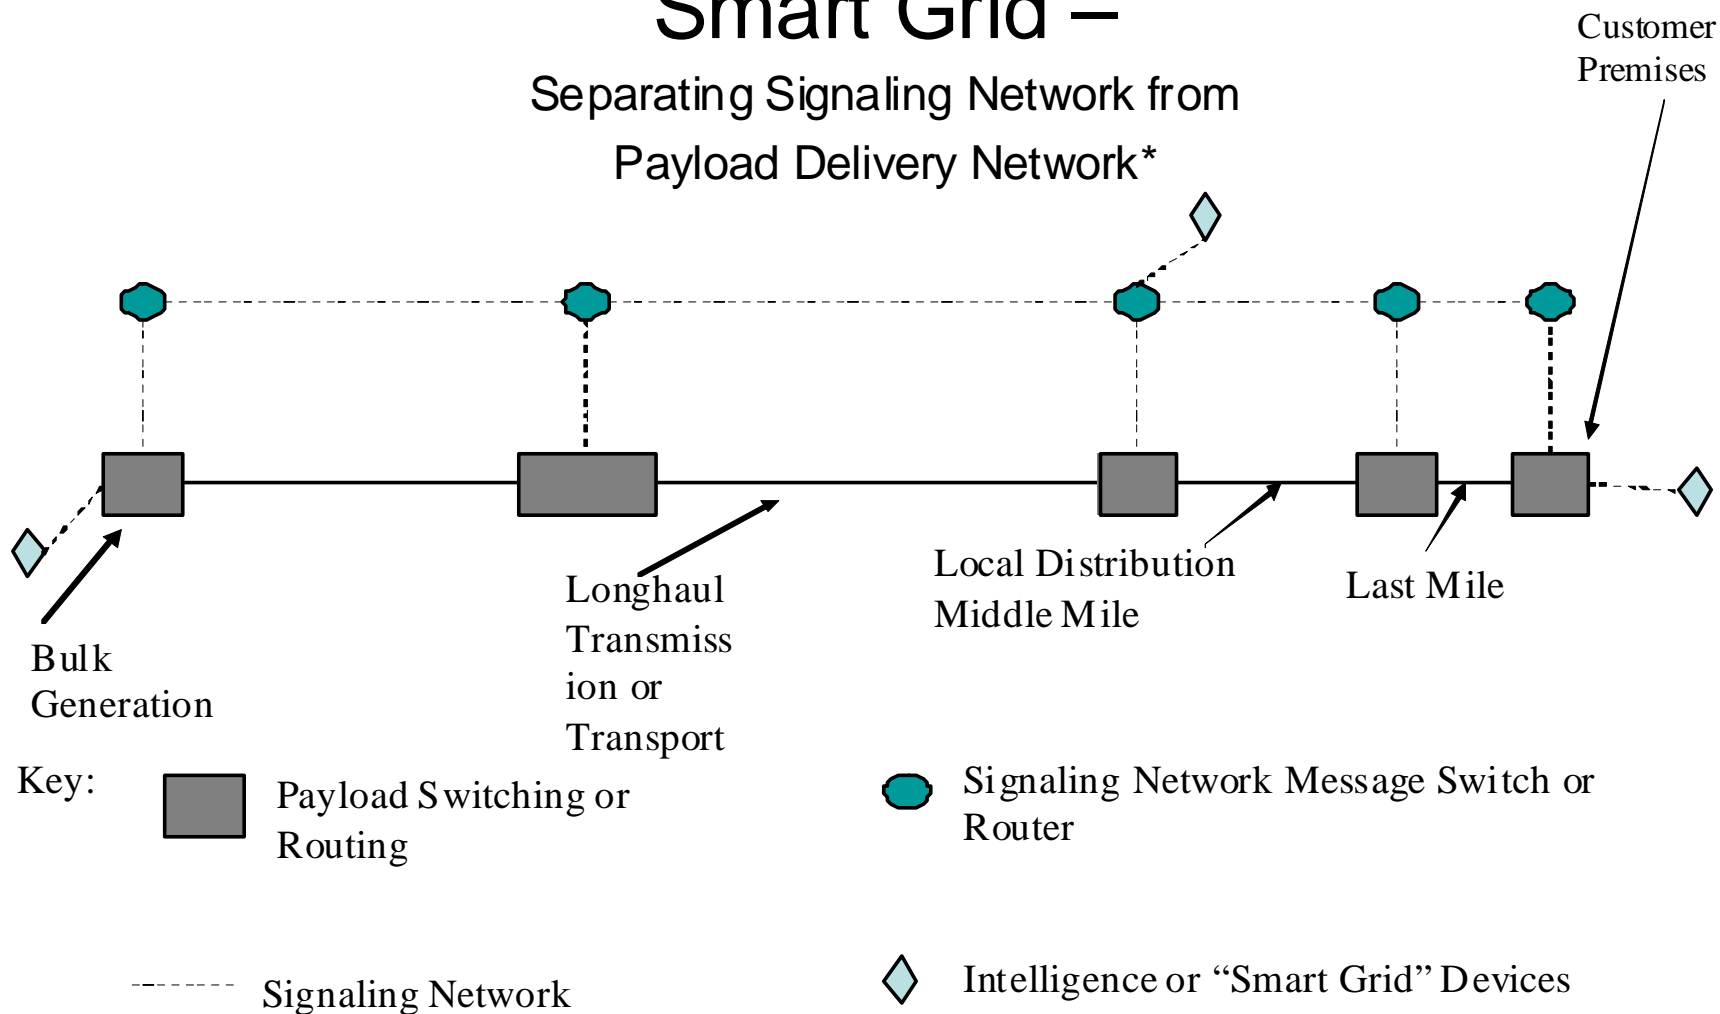 Smart Grid –
Separating Signaling Network from
Payload Delivery Network*
Customer
Premises
Longhaul
Transmiss
ion or
Transport
Local Distribution
Middle Mile
Last Mile
Bulk
Generation
Key:
Payload Switching or
Routing
Signaling Network Message Switch or
Router
Signaling Network
Intelligence or “Smart Grid” Devices